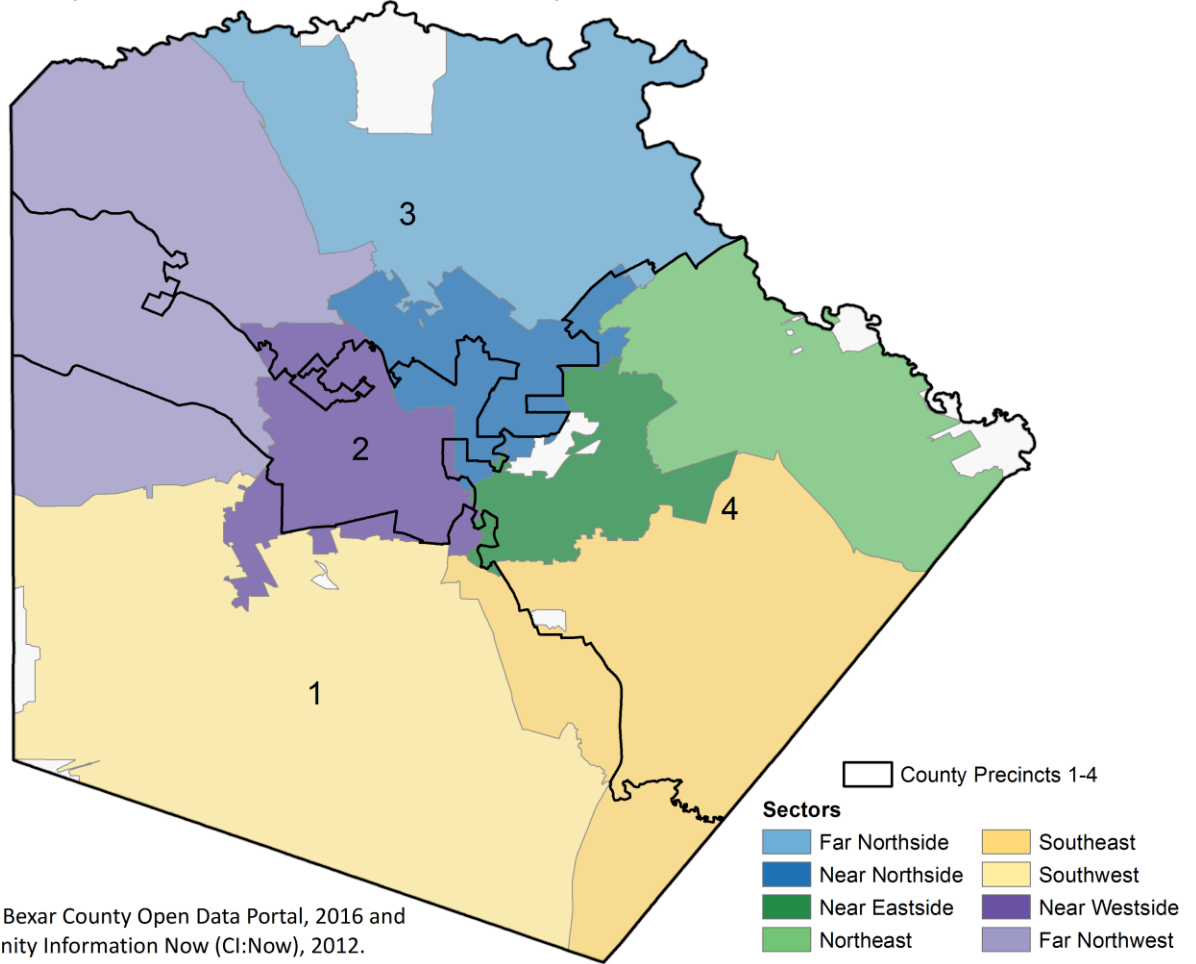 3
2
4
1
County Precincts 1-4
Sectors
Far Northside
Southeast
Near Northside
Southwest
Near Eastside
Near Westside
Northeast
Far Northwest
Bexar County Open Data Portal, 2016 and
nity Information Now (CI:Now), 2012.